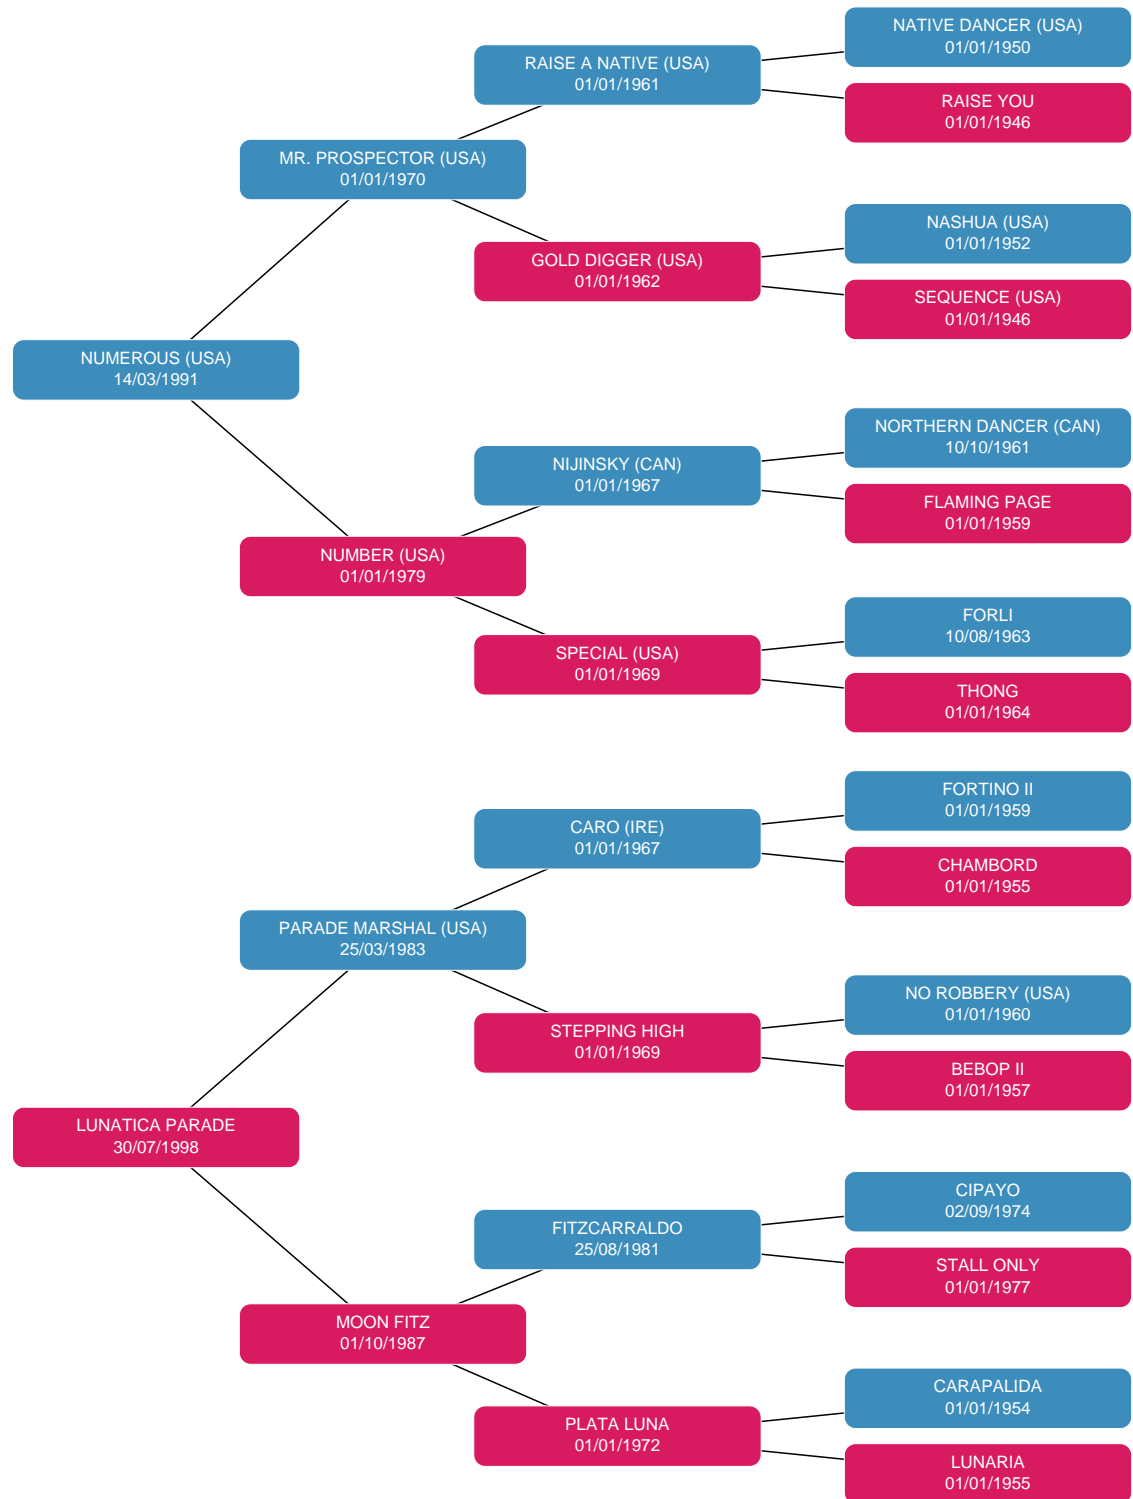 NATIVE DANCER (USA)
01/01/1950
RAISE A NATIVE (USA)
01/01/1961
RAISE YOU
01/01/1946
MR. PROSPECTOR (USA)
01/01/1970
NASHUA (USA)
01/01/1952
GOLD DIGGER (USA)
01/01/1962
SEQUENCE (USA)
01/01/1946
NUMEROUS (USA)
14/03/1991
NORTHERN DANCER (CAN)
10/10/1961
NIJINSKY (CAN)
01/01/1967
FLAMING PAGE
01/01/1959
NUMBER (USA)
01/01/1979
FORLI
10/08/1963
SPECIAL (USA)
01/01/1969
THONG
01/01/1964
FORTINO II
01/01/1959
CARO (IRE)
01/01/1967
CHAMBORD
01/01/1955
PARADE MARSHAL (USA)
25/03/1983
NO ROBBERY (USA)
01/01/1960
STEPPING HIGH
01/01/1969
BEBOP II
01/01/1957
LUNATICA PARADE
30/07/1998
CIPAYO
02/09/1974
FITZCARRALDO
25/08/1981
STALL ONLY
01/01/1977
MOON FITZ
01/10/1987
CARAPALIDA
01/01/1954
PLATA LUNA
01/01/1972
LUNARIA
01/01/1955